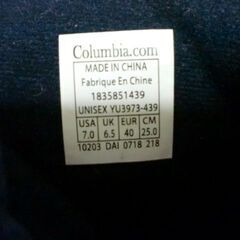 Columbia.com
MADE IN CHINA
Fabrique En Chine
1835851439
UNISEX YU3973-439
USA UK EUR CM
7.0 6.5 40 25.0
10203 DAI 0718 218